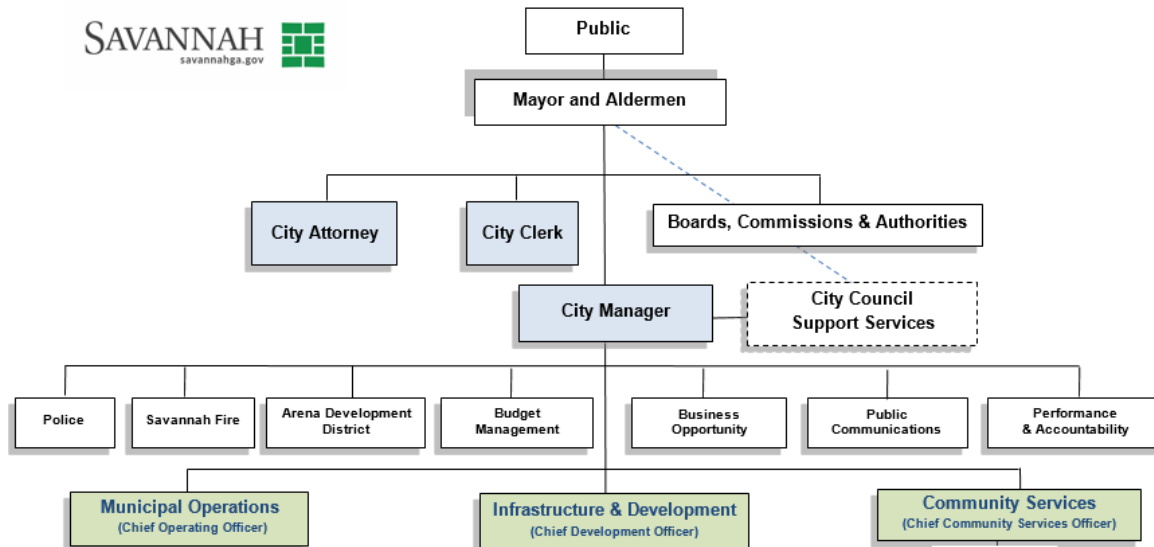 SAVANNAH
savannahga.gov
Public
Mayor and Aldermen
City Attorney
City Clerk
Boards, Commissions & Authorities
City Manager
City Council
Support Services
Police
Savannah Fire
Arena Development
District
Budget
Management
Business
Opportunity
Public
Communications
Performance
& Accountability
Municipal Operations
(Chief Operating Officer)
Infrastructure & Development
(Chief Development Officer)
Community Services
(Chief Community Services Officer)